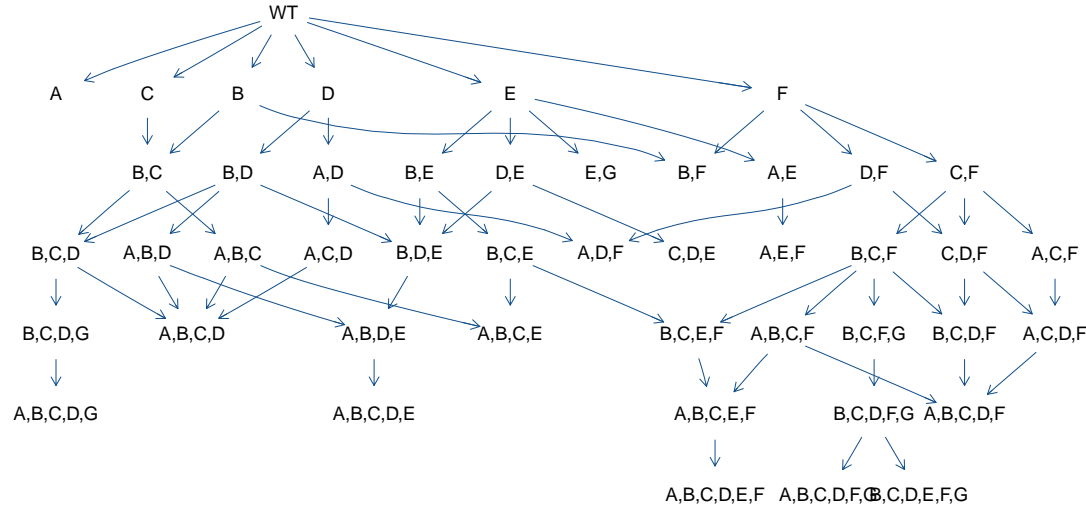 WT
A C B D E F
B,C B,D A,D B,E D,E E,G B,F A,E D,F C,F
B,C,D A,B,D A,B,C A,C,D B,D,E B,C,E A,D,F C,D,E A,E,F B,C,F C,D,F A,C,F
B,C,D,G A,B,C,D A,B,D,E A,B,C,E B,C,E,F A,B,C,F B,C,F,G B,C,D,F A,C,D,F
A,B,C,D,G A,B,C,D,E A,B,C,E,F B,C,D,F,G A,B,C,D,F
A,B,C,D,E,F A,B,C,D,F,G B,C,D,E,F,G